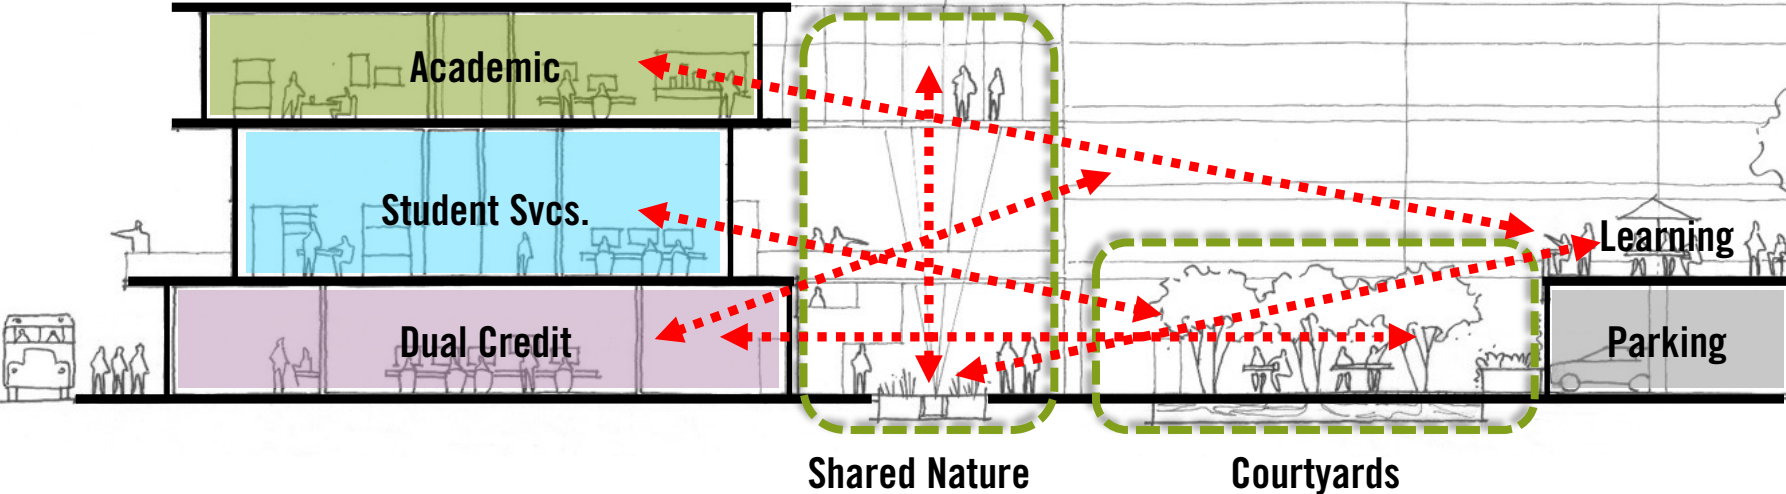 Academic
Student Svcs.
Learning
Dual Credit
Parking
Shared Nature
Courtyards